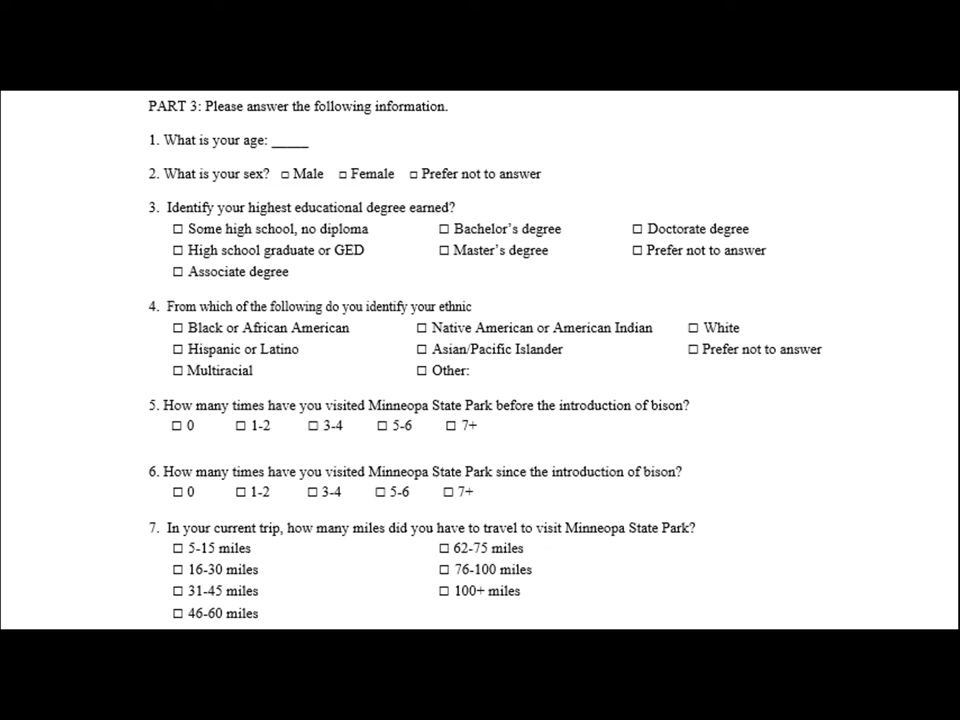 PART 3: Please answer the following information.
1. What is your age: _____
2. What is your sex? □ Male □ Female □ Prefer not to answer
3. Identify your highest educational degree earned?
□ Some high school, no diploma □ Bachelor's degree □ Doctorate degree
□ High school graduate or GED □ Master's degree □ Prefer not to answer
□ Associate degree
4. From which of the following do you identify your ethnic
□ Black or African American □ Native American or American Indian □ White
□ Hispanic or Latino □ Asian/Pacific Islander □ Prefer not to answer
□ Multiracial □ Other:
5. How many times have you visited Minneopa State Park before the introduction of bison?
□ 0 □ 1-2 □ 3-4 □ 5-6 □ 7+
6. How many times have you visited Minneopa State Park since the introduction of bison?
□ 0 □ 1-2 □ 3-4 □ 5-6 □ 7+
7. In your current trip, how many miles did you have to travel to visit Minneopa State Park?
□ 5-15 miles □ 62-75 miles
□ 16-30 miles □ 76-100 miles
□ 31-45 miles □ 100+ miles
□ 46-60 miles